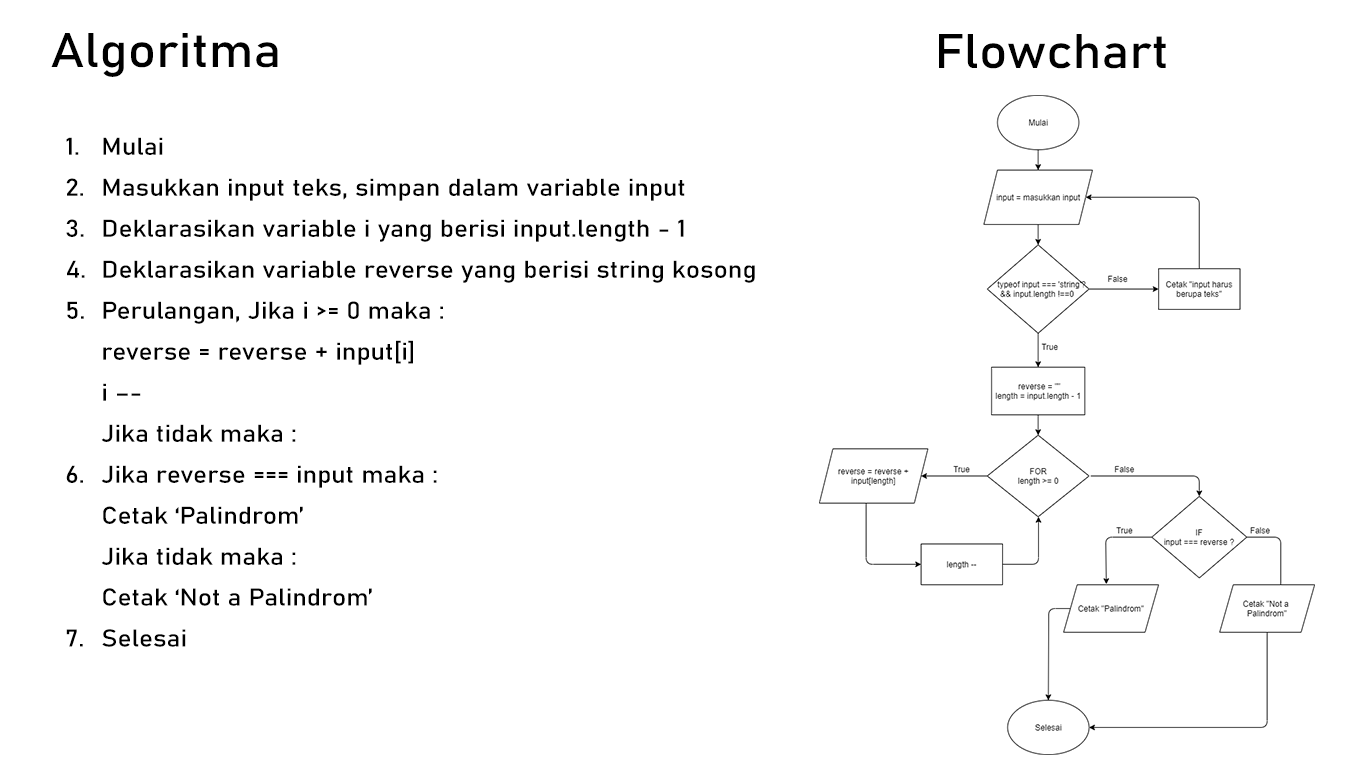 Algoritma
1. Mulai
2. Masukkan input teks, simpan dalam variable input
3. Deklarasikan variable i yang berisi input.length - 1
4. Deklarasikan variable reverse yang berisi string kosong
5. Perulangan, Jika i >= 0 maka :
reverse = reverse + input[i]
i --
Jika tidak maka :
6. Jika reverse === input maka :
Cetak ‘Palindrom’
Jika tidak maka :
Cetak ‘Not a Palindrom’
7. Selesai
Flowchart
Mulai
input = masukkan input
typeof input === 'string'?
&& input.length !==0
False
Cetak "input harus
berupa teks"
True
reverse = ""
length = input.length - 1
FOR
length >= 0
True
reverse = reverse +
input[length]
length --
False
IF
input === reverse ?
True
Cetak "Palindrom"
False
Cetak "Not a
Palindrom"
Selesai